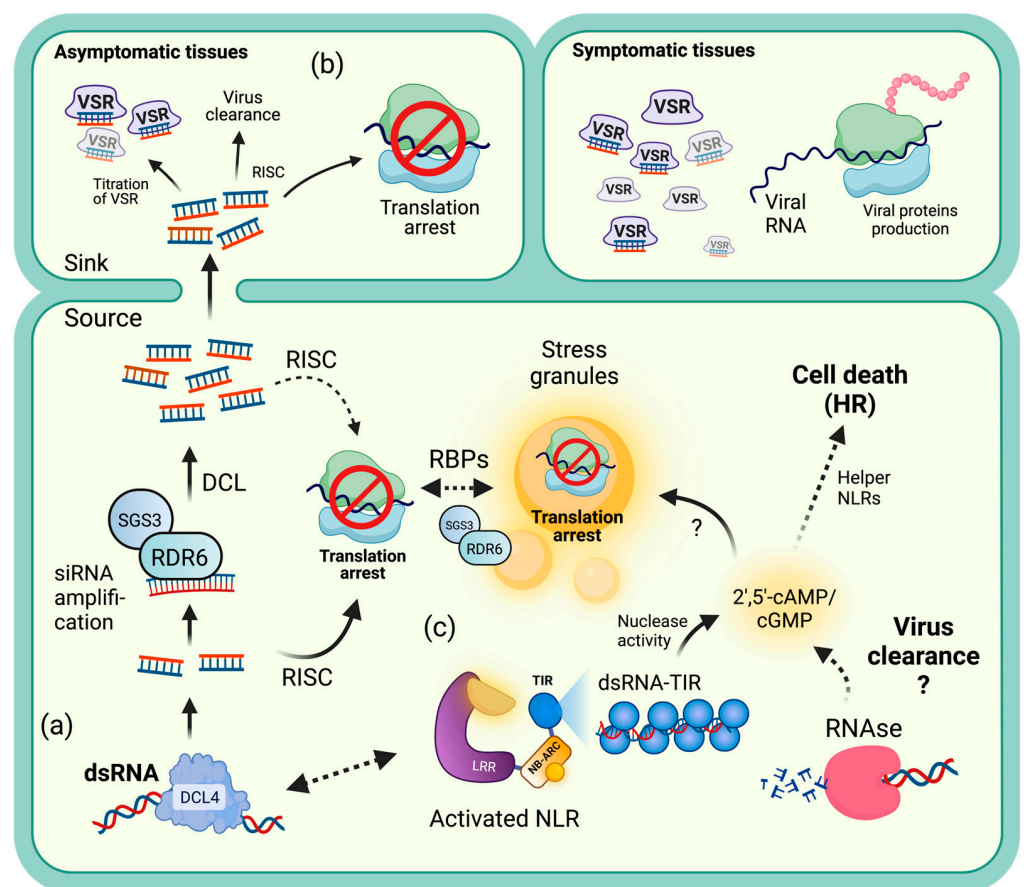 Asymptomatic tissues
(b)
VSR
VSR
VSR
Virus
clearance
Titration
of VSR
RISC
Translation
arrest
Sink
Symptomatic tissues
VSR
VSR
VSR
VSR
VSR
VSR
VSR
VSR
Viral
RNA
Viral proteins
production
Source
RISC
Stress
granules
Cell death
(HR)
DCL
RBPs
Helper
NLRs
SGS3
RDR6
SGS3
RDR6
Translation
arrest
Translation
arrest
?
siRNA
amplifi-
cation
2',5'-cAMP/
cGMP
Nuclease
activity
(c)
Virus
clearance
?
RISC
TIR
dsRNA-TIR
(a)
LRR
NB-ARC
RNAse
dsRNA
DCL4
Activated NLR